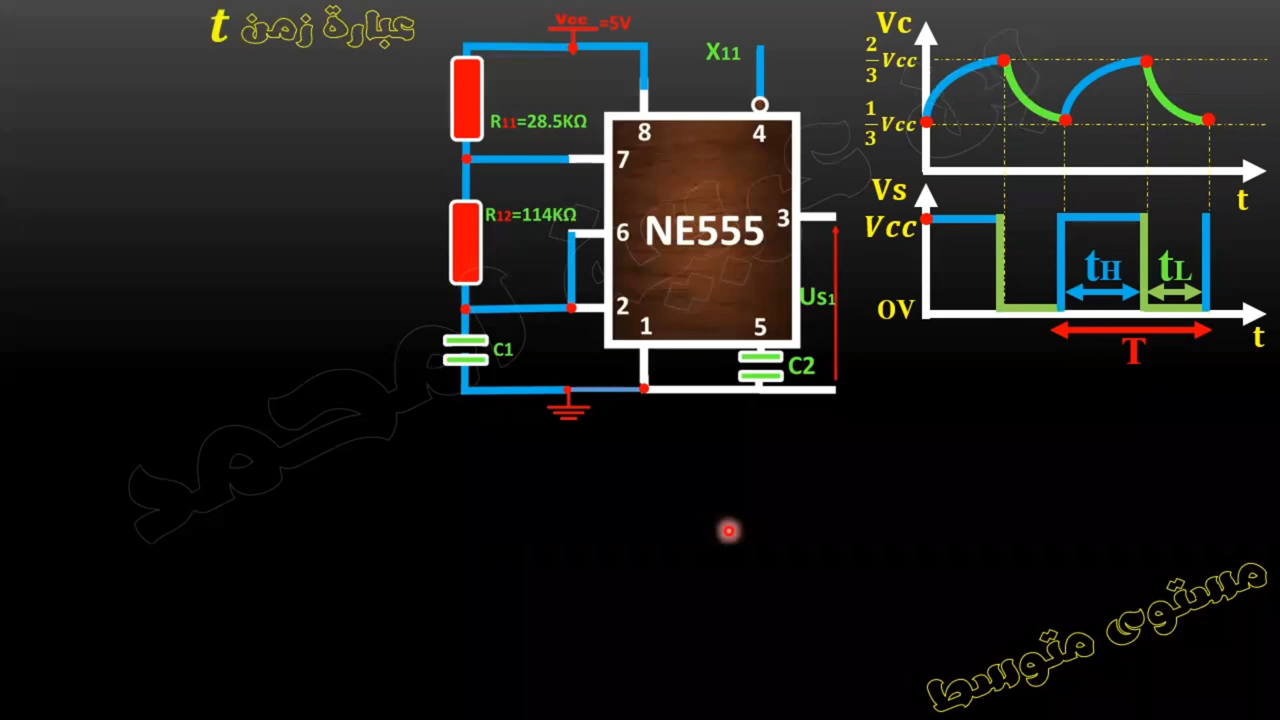 عبارة زمن t
Vcc=5V
X11
R11=28.5KΩ
R12=114KΩ
C1
8
4
7
6
NE555
3
2
1
5
US1
C2
Vc
2/3 Vcc
1/3 Vcc
t
Vs
Vcc
tH
tL
OV
t
T
مستوى متوسط